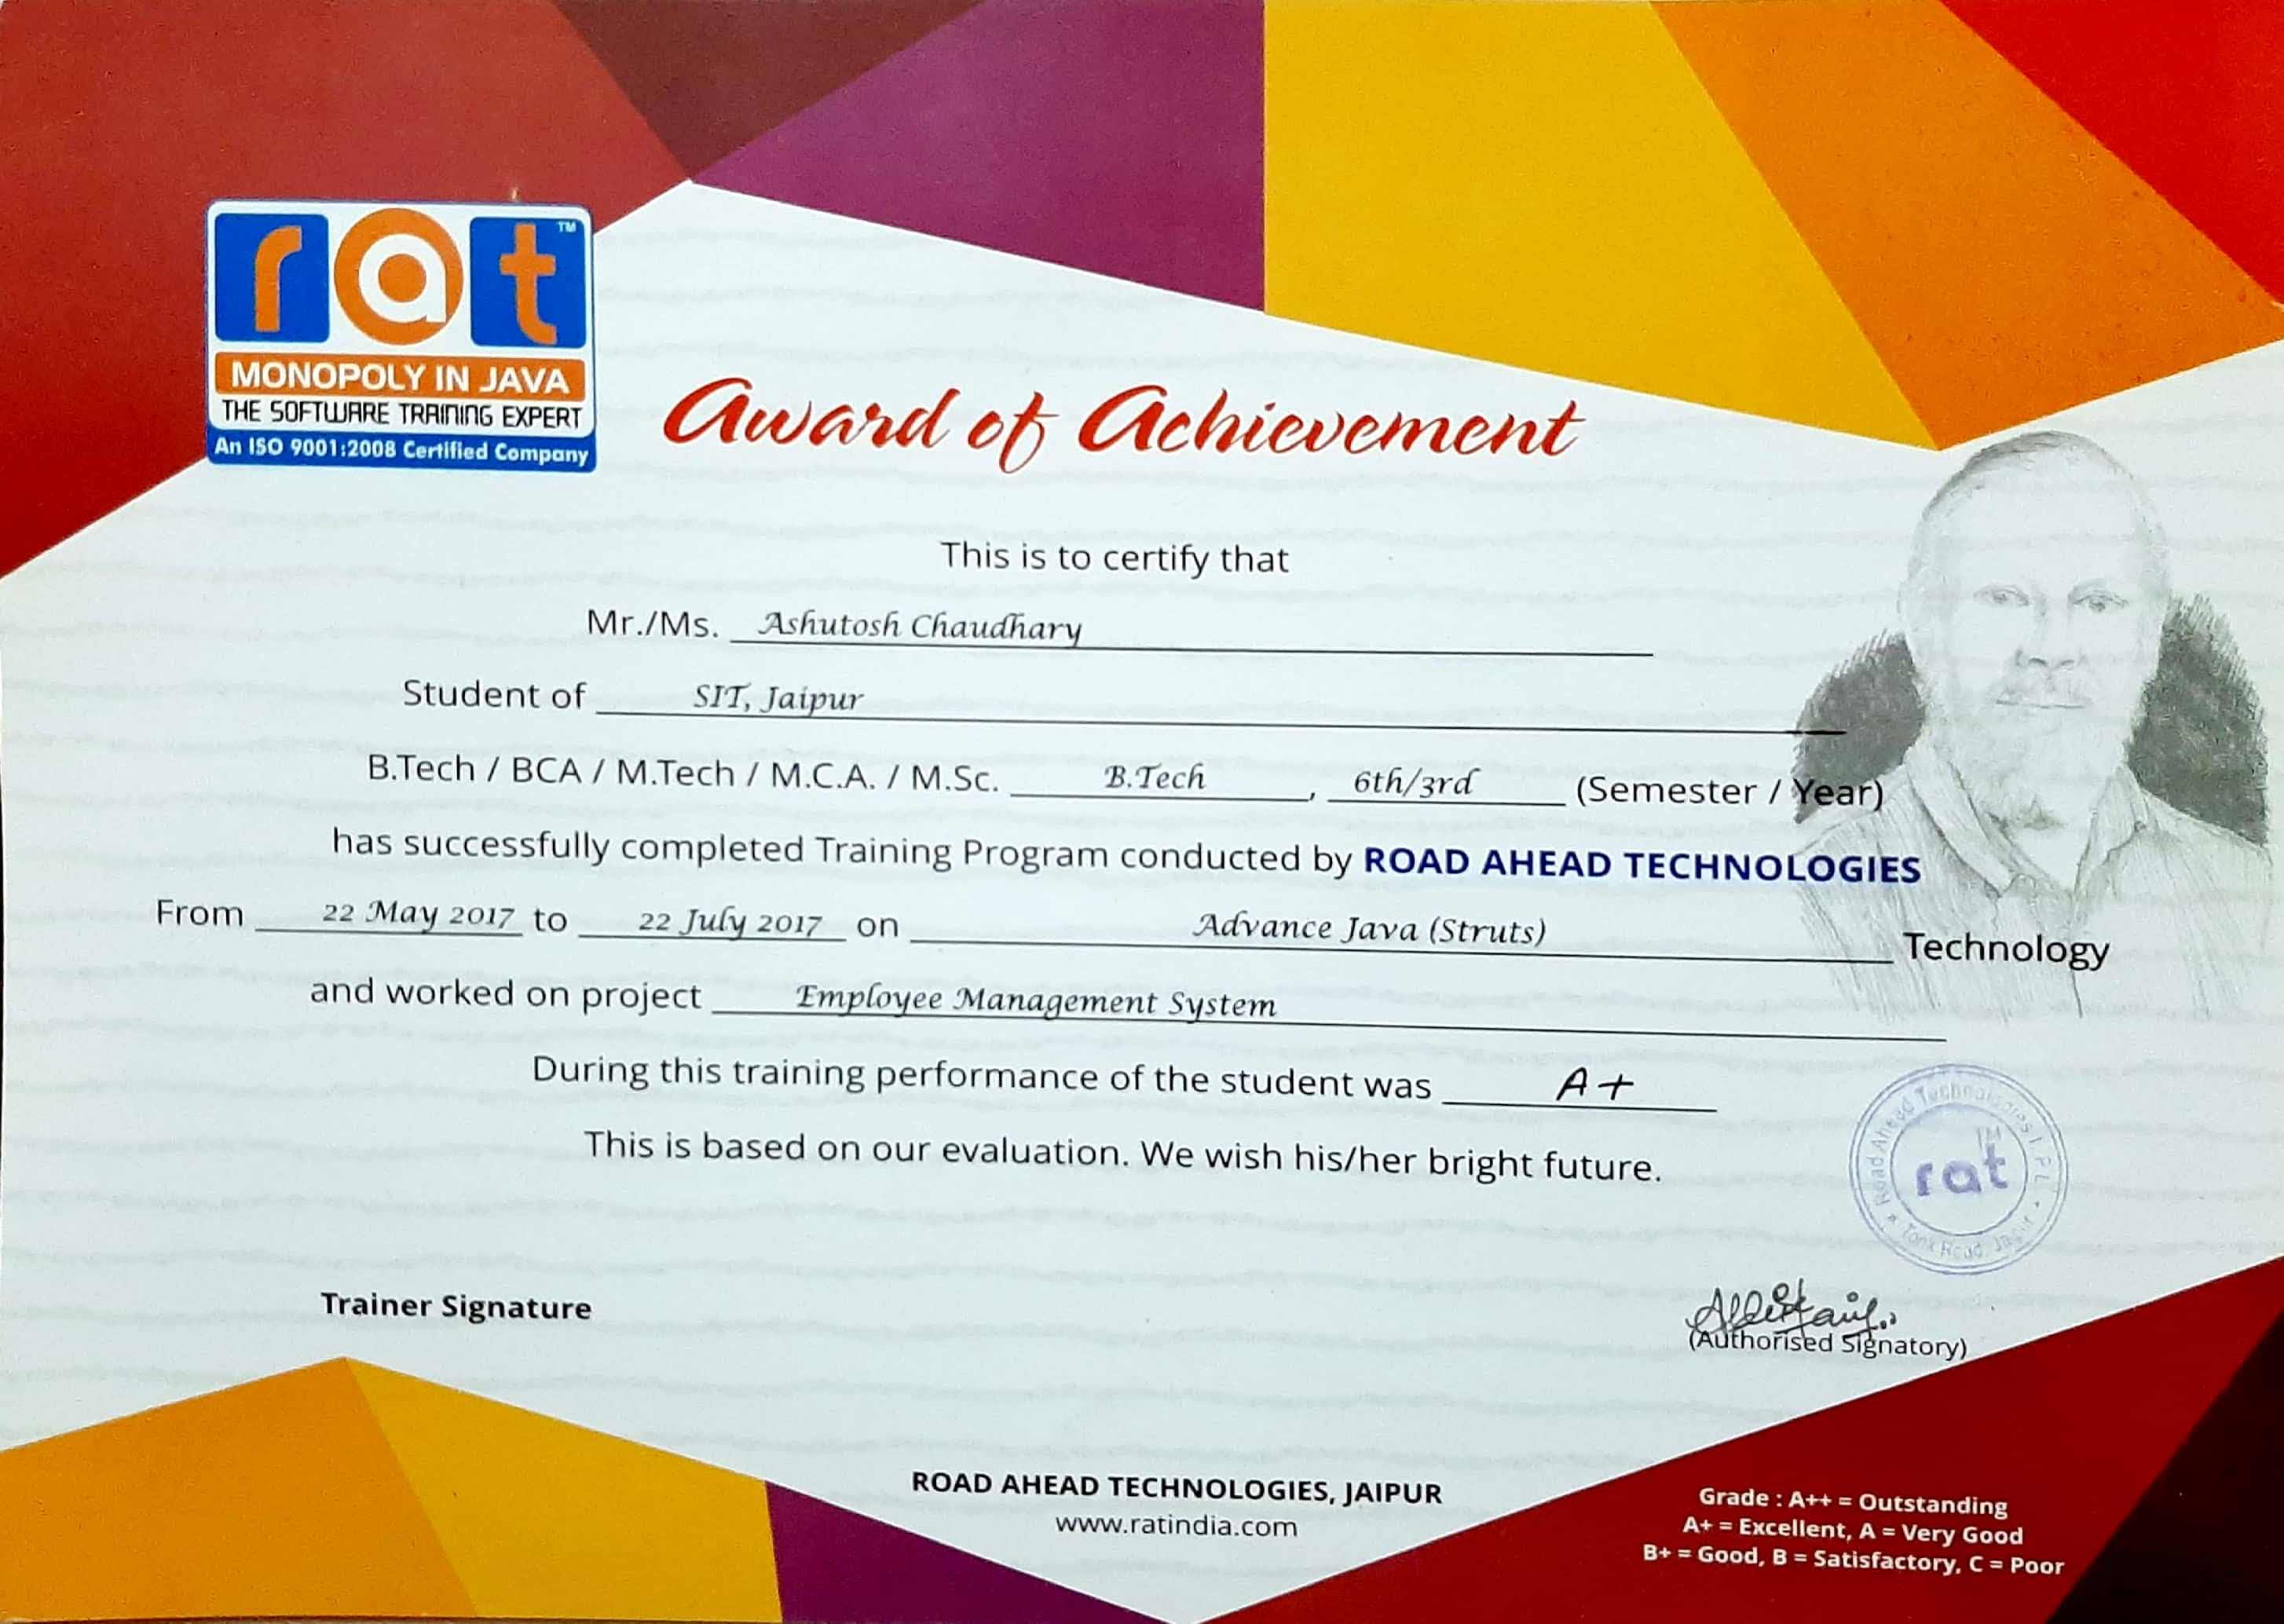 rat TM
MONOPOLY IN JAVA
THE SOFTWARE TRAINING EXPERT
An ISO 9001:2008 Certified Company
Award of Achievement
This is to certify that
Mr./Ms. Ashutosh Chaudhary
Student of SIT, Jaipur
B.Tech / BCA / M.Tech / M.C.A. / M.Sc. B.Tech , 6th/3rd (Semester / Year)
has successfully completed Training Program conducted by ROAD AHEAD TECHNOLOGIES
From 22 May 2017 to 22 July 2017 on Advance Java (Struts) Technology
and worked on project Employee Management System
During this training performance of the student was A+
This is based on our evaluation. We wish his/her bright future.
Road Ahead Technologies I.P.L.
rat TM
Tonk Road, Jaipur
Trainer Signature
(Authorised Signatory)
ROAD AHEAD TECHNOLOGIES, JAIPUR
www.ratindia.com
Grade : A++ = Outstanding
A+ = Excellent, A = Very Good
B+ = Good, B = Satisfactory, C = Poor